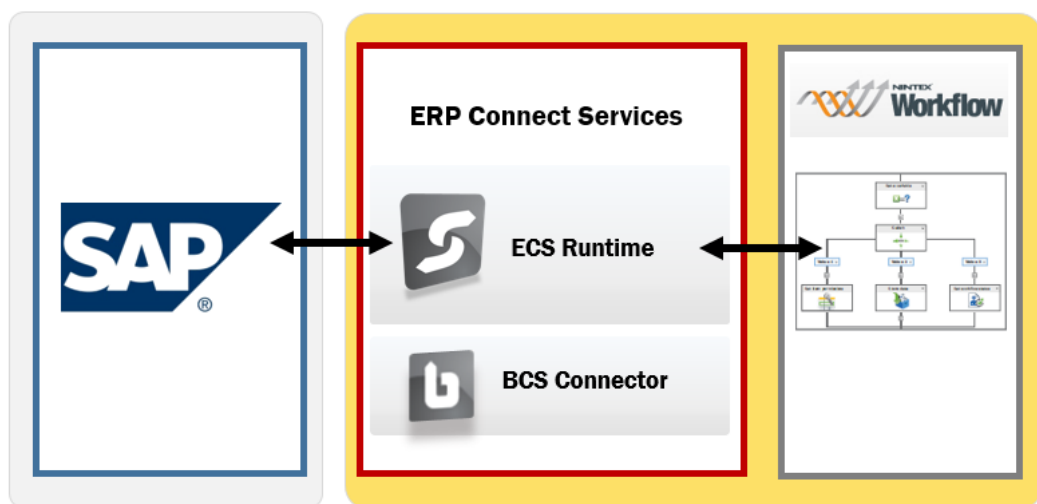 SAP
®
ERP Connect Services
ECS Runtime
BCS Connector
NINTEX
Workflow